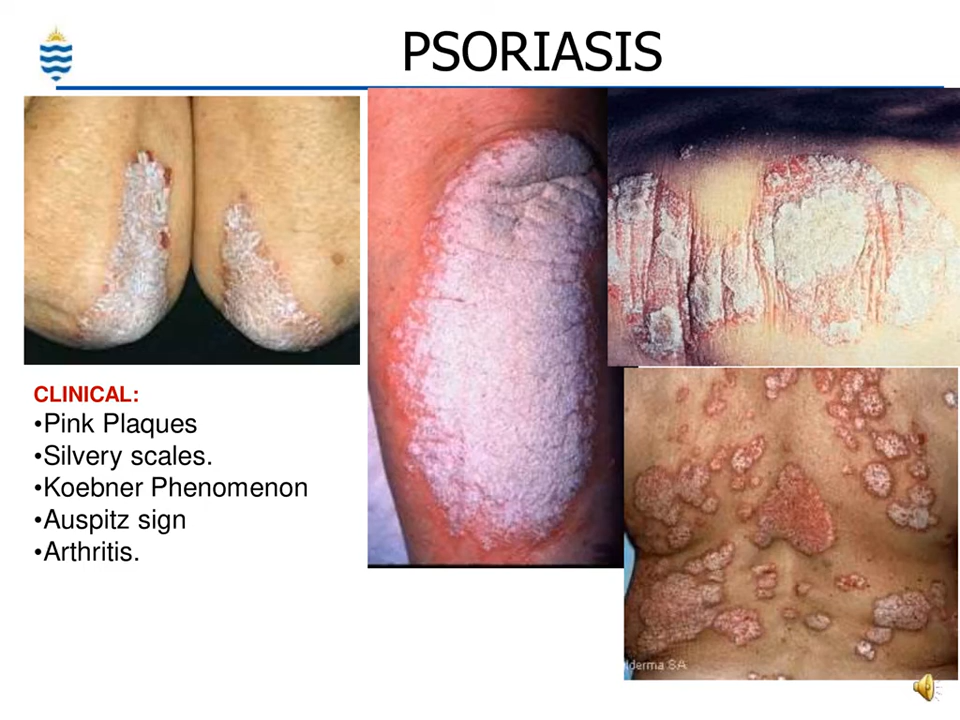 PSORIASIS
CLINICAL:
•Pink Plaques
•Silvery scales.
•Koebner Phenomenon
•Auspitz sign
•Arthritis.
lderma SA